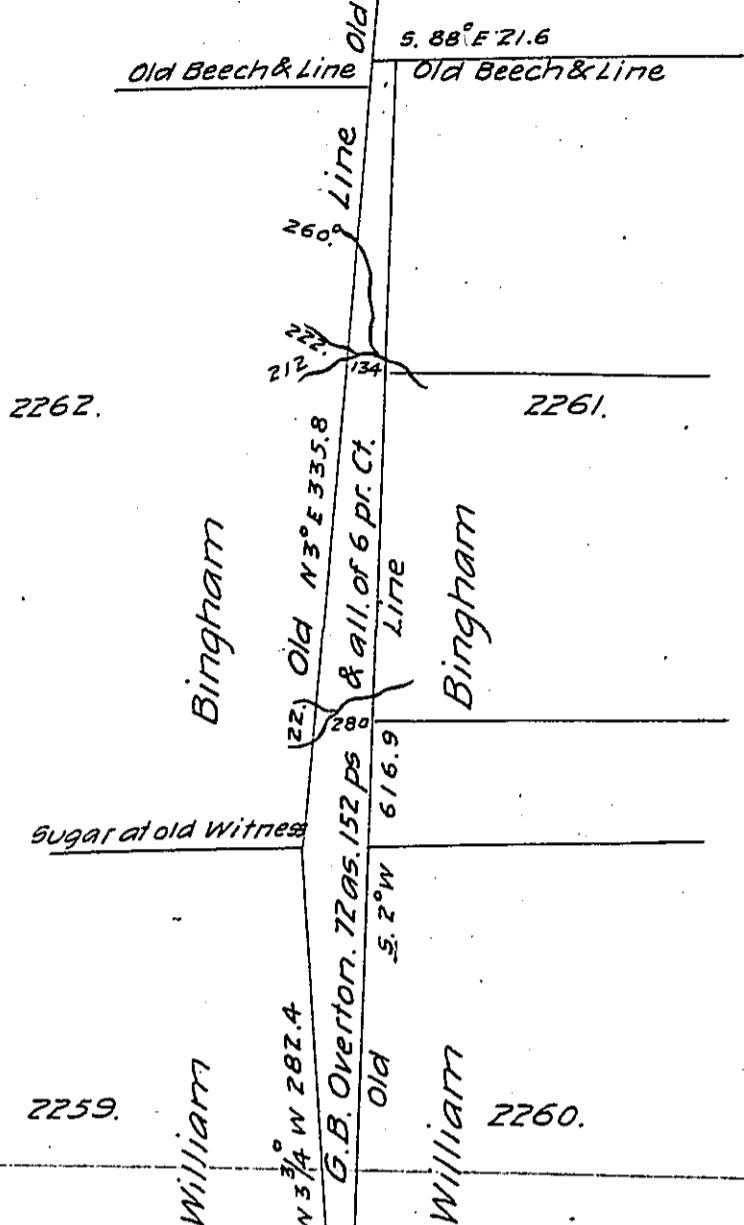 Old
S. 88° E 21.6
Old Beech & Line
Old Beech & Line
Line
260.
222.
212
134
2262.
2261.
Old N 3° E 335.8
& all. of 6 pr. Ct.
Line
Bingham
Bingham
22.
280
616.9
Sugar at old Witness
S. 2° W
G.B. Overton. 72 as. 152 ps
N 3/4° W 282.4
Old
2259.
William
William
2260.